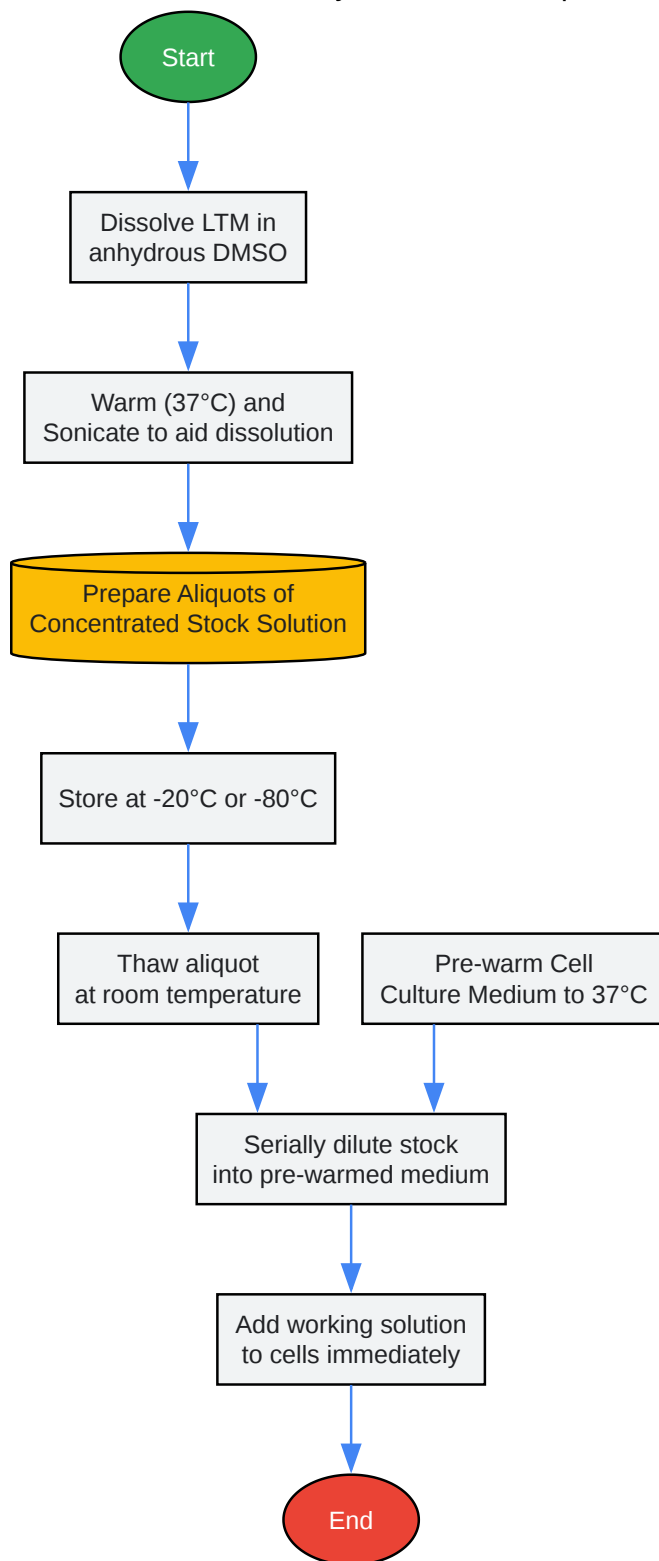 Start
Dissolve LTM in
anhydrous DMSO
Warm (37°C) and
Sonicate to aid dissolution
Prepare Aliquots of
Concentrated Stock Solution
Store at -20°C or -80°C
Thaw aliquot
at room temperature
Pre-warm Cell
Culture Medium to 37°C
Serially dilute stock
into pre-warmed medium
Add working solution
to cells immediately
End